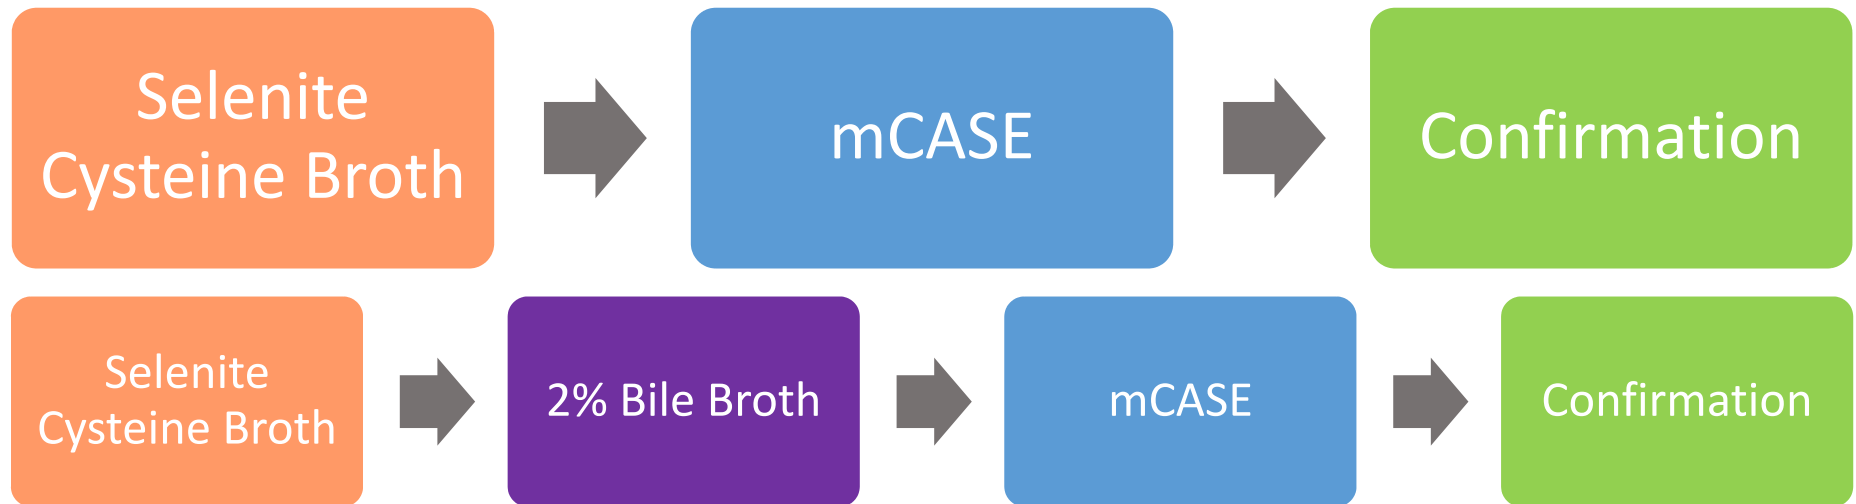 Selenite
Cysteine Broth
mCASE
Confirmation
Selenite
Cysteine Broth
2% Bile Broth
mCASE
Confirmation